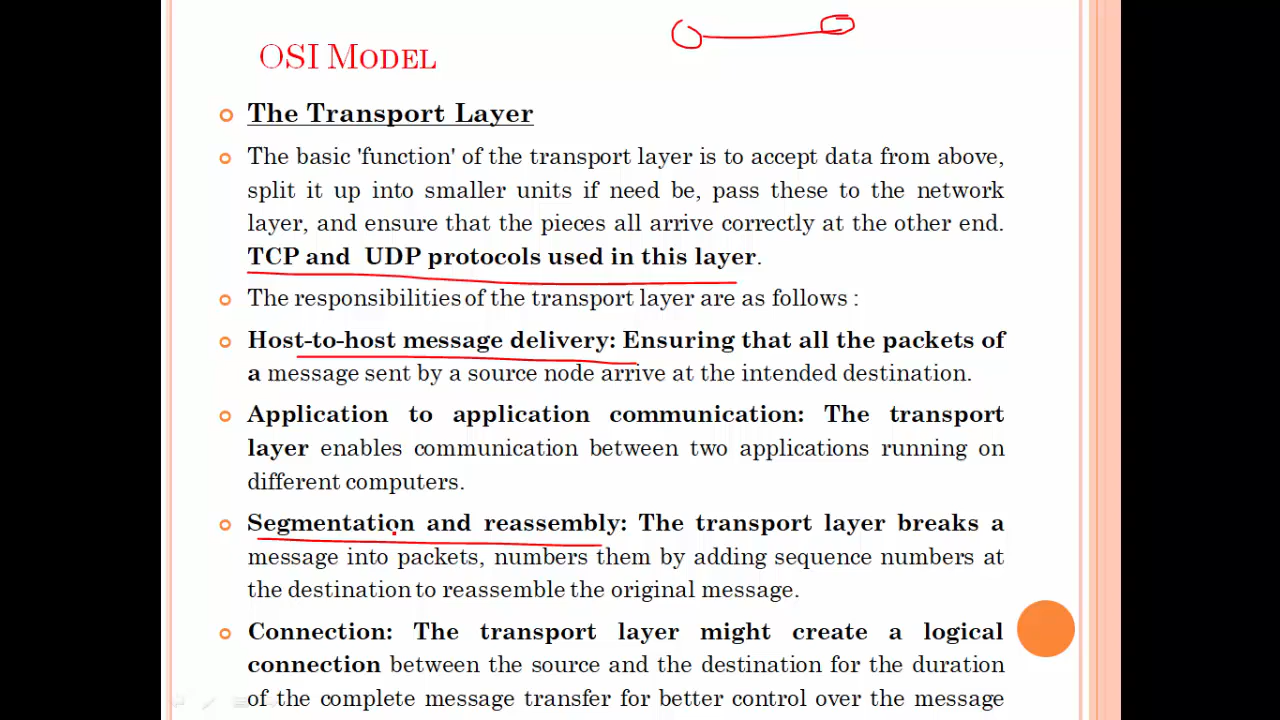 OSI MODEL
The Transport Layer
The basic 'function' of the transport layer is to accept data from above,
split it up into smaller units if need be, pass these to the network
layer, and ensure that the pieces all arrive correctly at the other end.
TCP and UDP protocols used in this layer.
The responsibilities of the transport layer are as follows :
Host-to-host message delivery: Ensuring that all the packets of
a message sent by a source node arrive at the intended destination.
Application to application communication: The transport
layer enables communication between two applications running on
different computers.
Segmentation and reassembly: The transport layer breaks a
message into packets, numbers them by adding sequence numbers at
the destination to reassemble the original message.
Connection: The transport layer might create a logical
connection between the source and the destination for the duration
of the complete message transfer for better control over the message